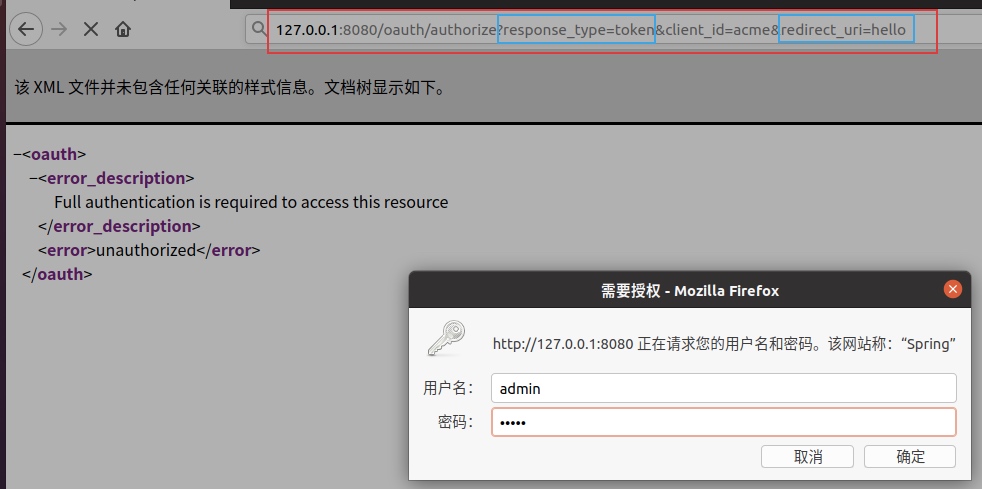 127.0.0.1:8080/oauth/authorize?response_type=token&client_id=acme&redirect_uri=hello
该 XML 文件并未包含任何关联的样式信息。文档树显示如下。
−<oauth>
−<error_description>
Full authentication is required to access this resource
</error_description>
<error>unauthorized</error>
</oauth>
需要授权 - Mozilla Firefox
http://127.0.0.1:8080 正在请求您的用户名和密码。该网站称：“Spring”
用户名： admin
密码： •••••
取消 确定